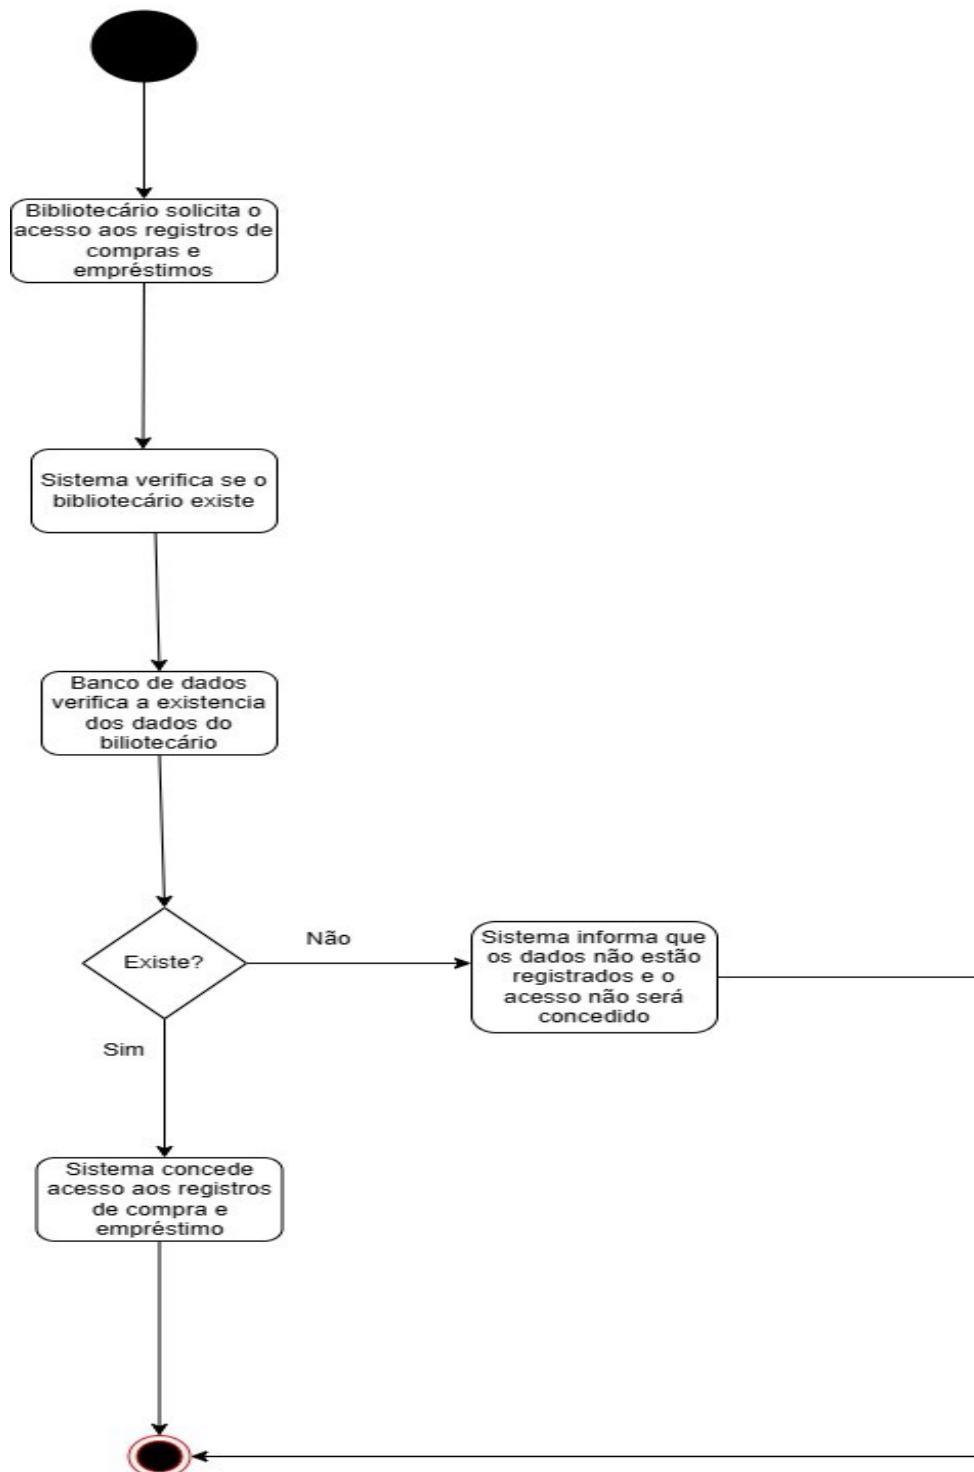 Bibliotecário solicita o
acesso aos registros de
compras e
empréstimos
Sistema verifica se o
bibliotecário existe
Banco de dados
verifica a existencia
dos dados do
biliotecário
Existe?
Não
Sistema informa que
os dados não estão
registrados e o
acesso não será
concedido
Sim
Sistema concede
acesso aos registros
de compra e
empréstimo